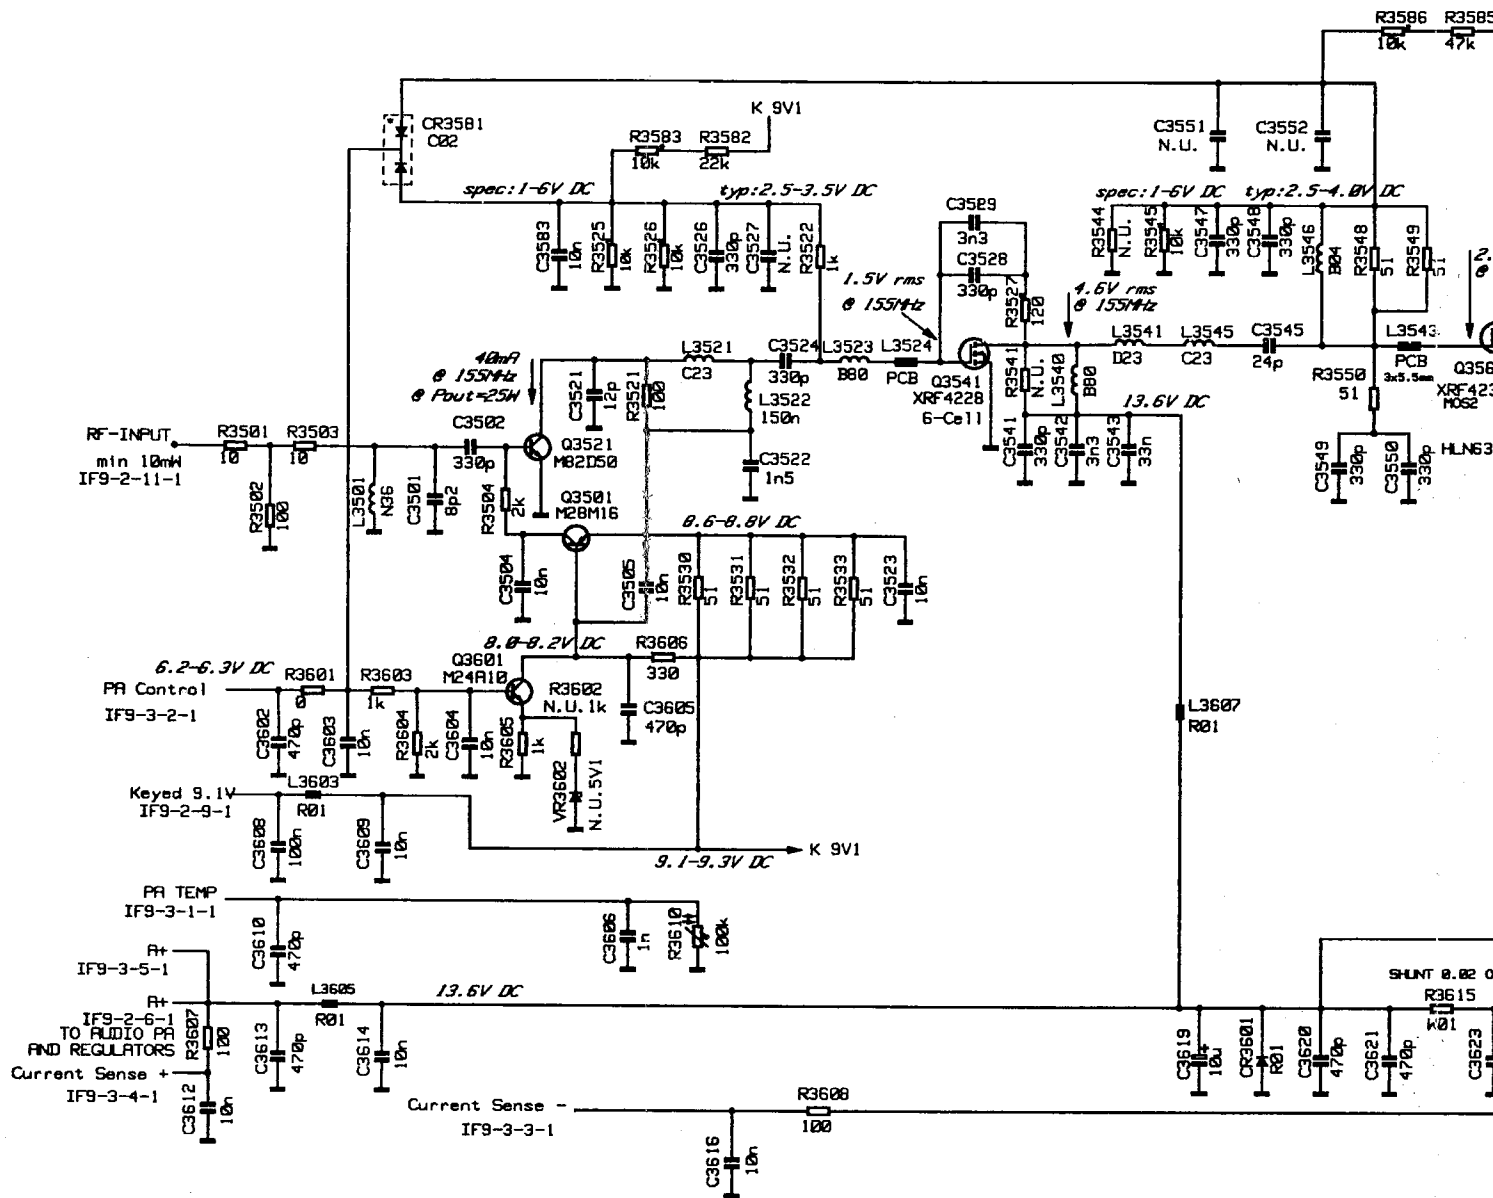 R3586 R3585
10k 47k
K 9V1
CR3581
C02
R3583 R3582
10k 22k
C3551
N.U.
C3552
N.U.
spec:1-6V DC
typ:2.5-3.5V DC
C3583
10n
R3525
10k
R3526
10k
C3526
330p
C3527
N.U.
R3522
1k
C3529
3n3
C3528
330p
R3527
120
spec:1-6V DC
typ:2.5-4.0V DC
R3544
N.U.
R3545
10k
C3547
330p
C3548
330p
L3546
B04
R3548
51
R3549
51
2.
@
1.5V rms
@ 155MHz
4.6V rms
@ 155MHz
40mA
@ 155MHz
@ Pout=25W
C3521
12p
R3521
100
L3521
C23
C3524
330p
L3523
B80
L3524
PCB
L3522
150n
C3522
1n5
Q3541
XRF4228
6-Cell
R3541
N.U.
L3540
B80
L3541
D23
L3545
C23
C3545
24p
L3543
PCB
3x5.5mm
R3550
51
Q356
XRF423
MOS2
HLN63
13.6V DC
C3541
330p
C3542
3n3
C3543
33n
C3549
330p
C3550
330p
RF-INPUT
min 10mW
IF9-2-11-1
R3501
10
R3503
10
R3502
100
L3501
N36
C3501
8p2
C3502
330p
R3504
2k
Q3521
M82D50
Q3501
M28M16
8.6-8.8V DC
C3504
10n
C3505
10n
R3530
51
R3531
51
R3532
51
R3533
51
C3523
10n
8.0-8.2V DC
R3606
330
6.2-6.3V DC
PA Control
IF9-3-2-1
R3601
0
R3603
1k
Q3601
M24A10
R3602
N.U. 1k
C3605
470p
C3602
470p
C3603
10n
R3604
2k
C3604
10n
R3605
1k
VR3602
N.U. 5V1
L3607
R01
Keyed 9.1V
IF9-2-9-1
L3603
R01
C3608
100n
C3609
10n
9.1-9.3V DC
K 9V1
PA TEMP
IF9-3-1-1
C3610
470p
C3606
1n
R3610
100k
A+
IF9-3-5-1
A+
IF9-2-6-1
TO AUDIO PA
AND REGULATORS
R3607
100
L3605
R01
13.6V DC
C3613
470p
C3614
10n
Current Sense +
IF9-3-4-1
C3612
10n
Current Sense -
IF9-3-3-1
R3608
100
C3616
10n
SHUNT 0.02 O
R3615
W01
C3619
10u
CR3601
R01
C3620
470p
C3621
470p
C3623